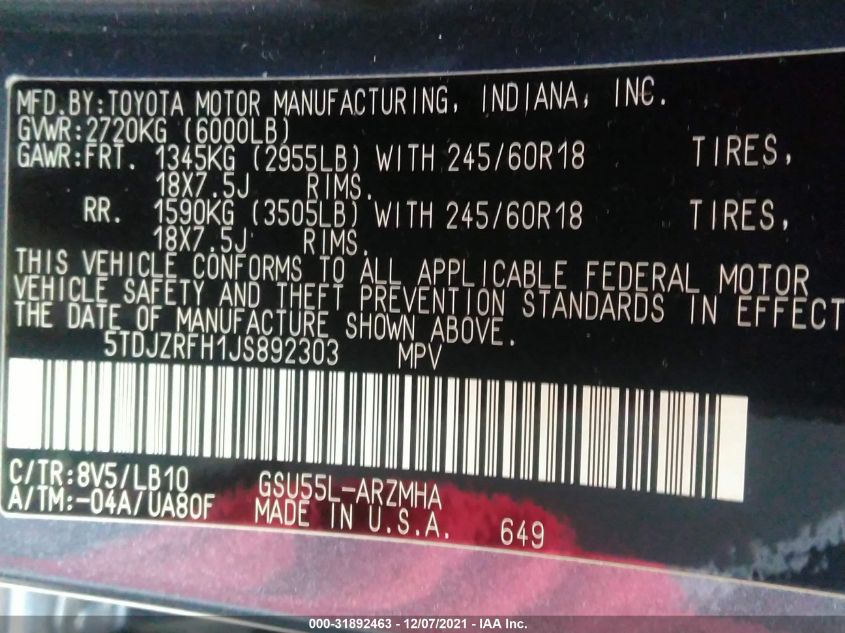 MFD.BY:TOYOTA MOTOR MANUFACTURING, INDIANA, INC.
GVWR:2720KG (6000LB)
GAWR:FRT. 1345KG (2955LB) WITH 245/60R18 TIRES,
18X7.5J RIMS.
RR. 1590KG (3505LB) WITH 245/60R18 TIRES,
18X7.5J RIMS.
THIS VEHICLE CONFORMS TO ALL APPLICABLE FEDERAL MOTOR
VEHICLE SAFETY AND THEFT PREVENTION STANDARDS IN EFFECT
THE DATE OF MANUFACTURE SHOWN ABOVE.
5TDJZRFH1JS892303 MPV
C/TR:8V5/LB10 GSU55L-ARZMHA
A/TM:-04A/UA80F MADE IN U.S.A. 649
000-31892463 - 12/07/2021 - IAA Inc.